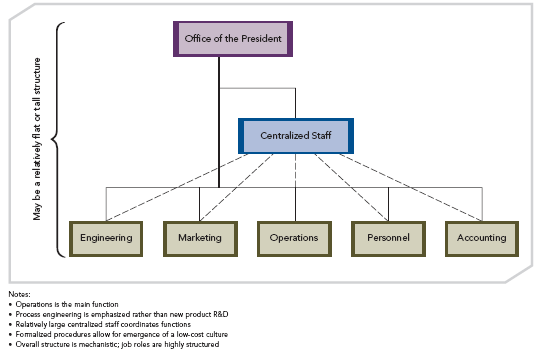 Office of the President
May be a relatively flat or tall structure
Centralized Staff
Engineering
Marketing
Operations
Personnel
Accounting
Notes:
• Operations is the main function
• Process engineering is emphasized rather than new product R&D
• Relatively large centralized staff coordinates functions
• Formalized procedures allow for emergence of a low-cost culture
• Overall structure is mechanistic; job roles are highly structured